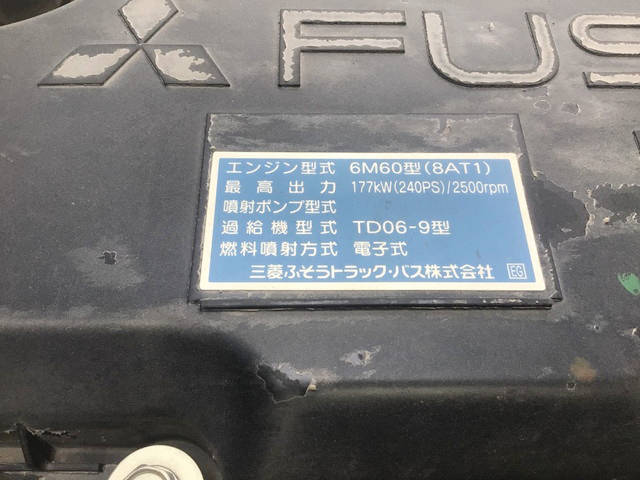 FUS
エンジン型式 6M60型(8AT1)
最高出力 177kW(240PS)/2500rpm
噴射ポンプ型式
過給機型式 TD06-9型
燃料噴射方式 電子式
三菱ふそうトラック・バス株式会社 EG